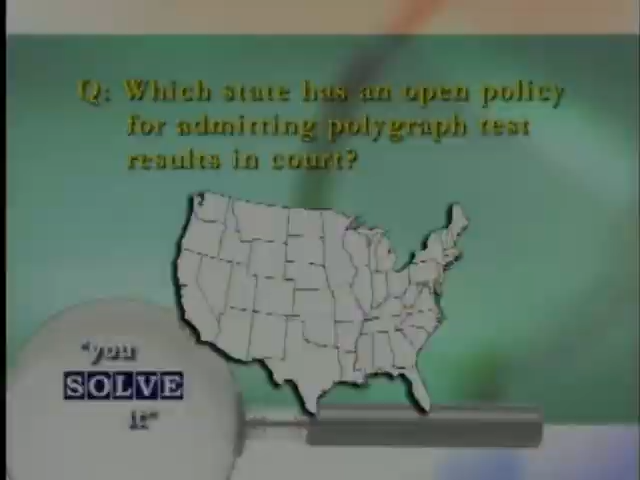 Q: Which state has an open policy
for admitting polygraph test
results in court?
"you
SOLVE
it"